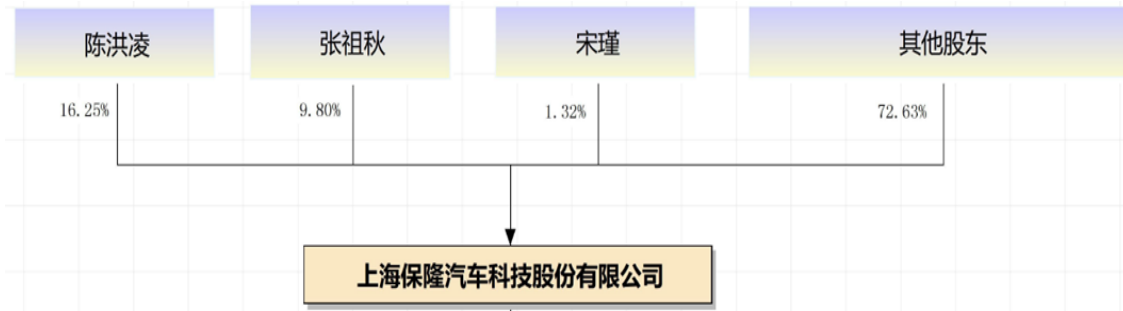 陈洪凌
张祖秋
宋瑾
其他股东
16.25%
9.80%
1.32%
72.63%
上海保隆汽车科技股份有限公司